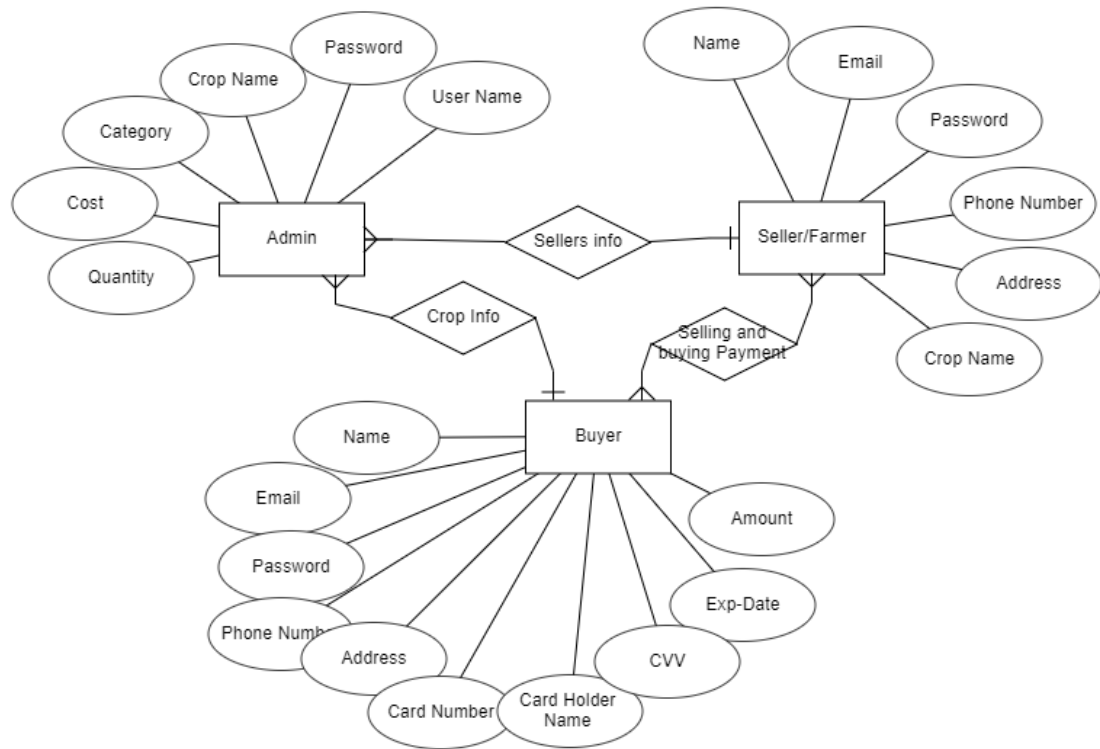 Password
Name
Email
Crop Name
User Name
Category
Password
Cost
Phone Number
Admin
Sellers info
Seller/Farmer
Quantity
Address
Crop Info
Selling and
buying Payment
Crop Name
Name
Buyer
Email
Amount
Password
Exp-Date
Phone Numb
Address
CVV
Card Number
Card Holder
Name